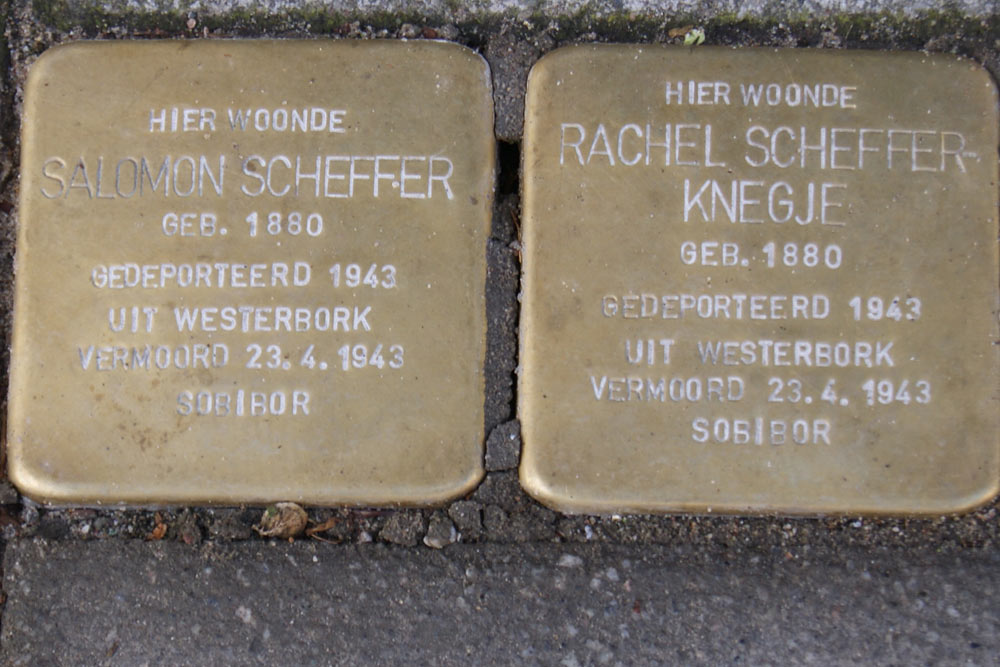 HIER WOONDE
SALOMON SCHEFFER
GEB. 1880
GEDEPORTEERD 1943
UIT WESTERBORK
VERMOORD 23.4.1943
SOBIBOR
HIER WOONDE
RACHEL SCHEFFER-
KNEGJE
GEB. 1880
GEDEPORTEERD 1943
UIT WESTERBORK
VERMOORD 23.4.1943
SOBIBOR